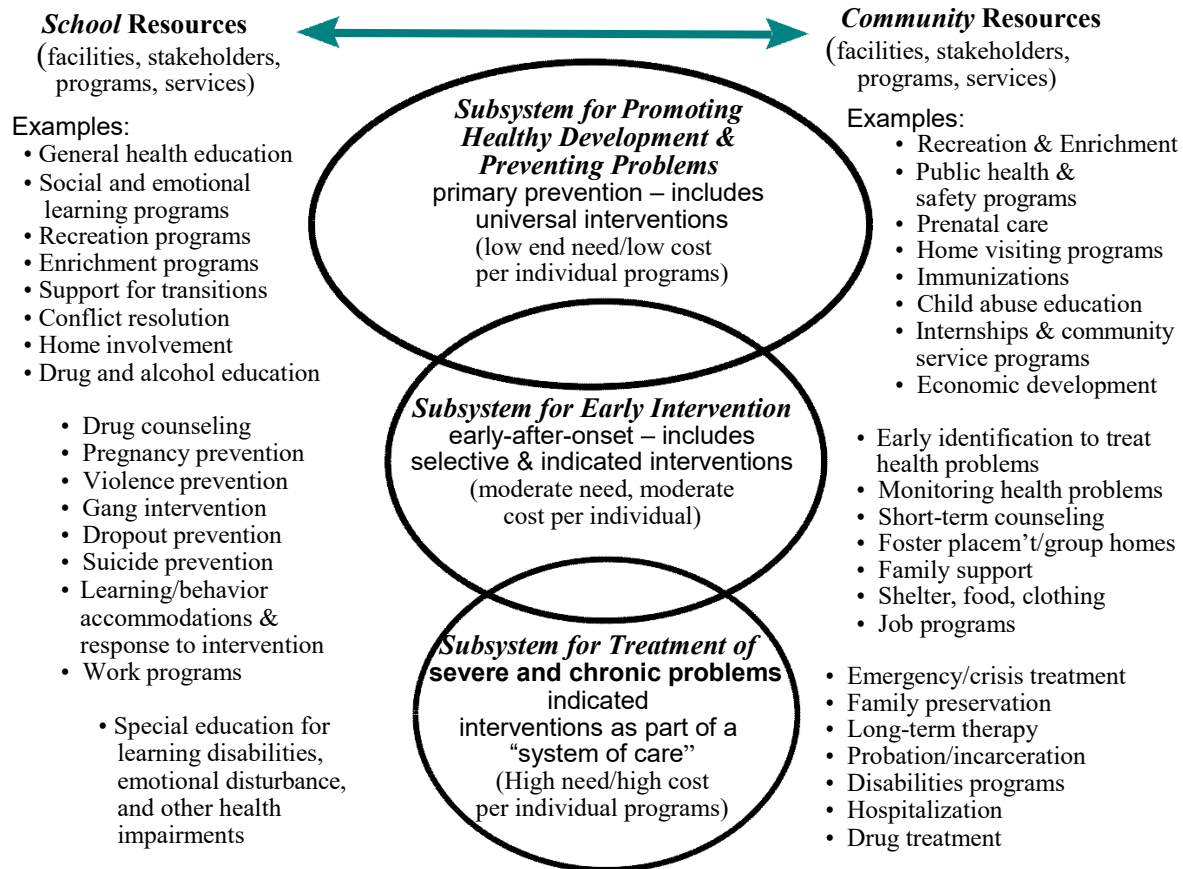 School Resources
(facilities, stakeholders,
programs, services)
Examples:
• General health education
• Social and emotional
learning programs
• Recreation programs
• Enrichment programs
• Support for transitions
• Conflict resolution
• Home involvement
• Drug and alcohol education
• Drug counseling
• Pregnancy prevention
• Violence prevention
• Gang intervention
• Dropout prevention
• Suicide prevention
• Learning/behavior
accommodations &
response to intervention
• Work programs
• Special education for
learning disabilities,
emotional disturbance,
and other health
impairments
Subsystem for Promoting
Healthy Development &
Preventing Problems
primary prevention – includes
universal interventions
(low end need/low cost
per individual programs)
Subsystem for Early Intervention
early-after-onset – includes
selective & indicated interventions
(moderate need, moderate
cost per individual)
Subsystem for Treatment of
severe and chronic problems
indicated
interventions as part of a
“system of care”
(High need/high cost
per individual programs)
Community Resources
(facilities, stakeholders,
programs, services)
Examples:
• Recreation & Enrichment
• Public health &
safety programs
• Prenatal care
• Home visiting programs
• Immunizations
• Child abuse education
• Internships & community
service programs
• Economic development
• Early identification to treat
health problems
• Monitoring health problems
• Short-term counseling
• Foster placem’t/group homes
• Family support
• Shelter, food, clothing
• Job programs
• Emergency/crisis treatment
• Family preservation
• Long-term therapy
• Probation/incarceration
• Disabilities programs
• Hospitalization
• Drug treatment